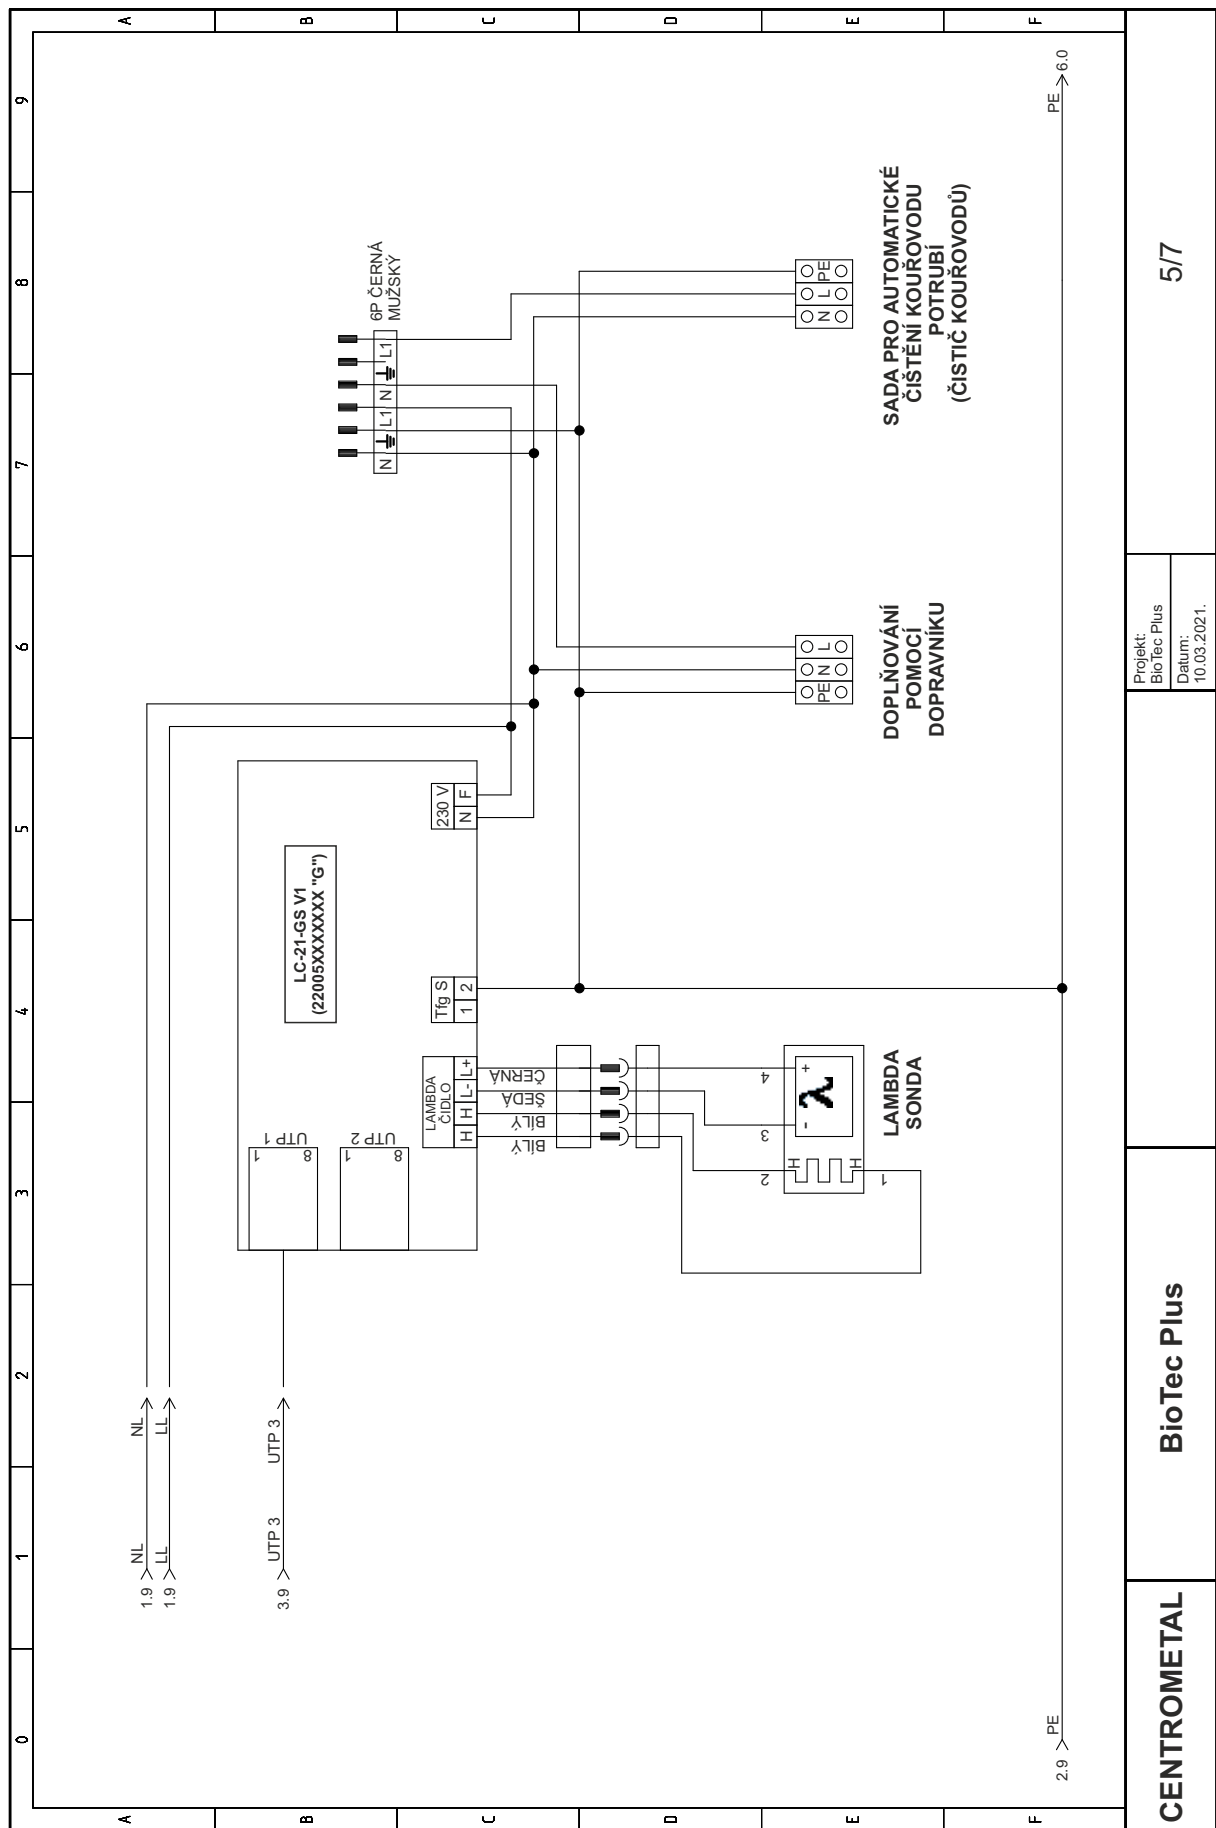 0 1 2 3 4 5 6 7 8 9
A
B
C
D
E
F
A
B
C
D
E
F
1.9 NL NL
1.9 LL LL
3.9 UTP 3 UTP 3
1
8
UTP 1
1
8
UTP 2
LC-21-GS V1
(22005XXXXXXX "G")
LAMBDA
ČIDLO
H H L- L+
Tfg S
1 2
230 V
N F
BÍLÝ
BÍLÝ
ŠEDÁ
ČERNÁ
6P ČERNÁ
MUŽSKÝ
N L1 N L1
2 3 4
H - +
λ
H
1
LAMBDA
SONDA
PE N L
DOPLŇOVÁNÍ
POMOCÍ
DOPRAVNÍKU
N L PE
SADA PRO AUTOMATICKÉ
ČIŠTĚNÍ KOUŘOVODU
POTRUBÍ
(ČISTIČ KOUŘOVODŮ)
2.9 PE
PE 6.0
CENTROMETAL
BioTec Plus
Projekt:
BioTec Plus
Datum:
10.03.2021.
5/7